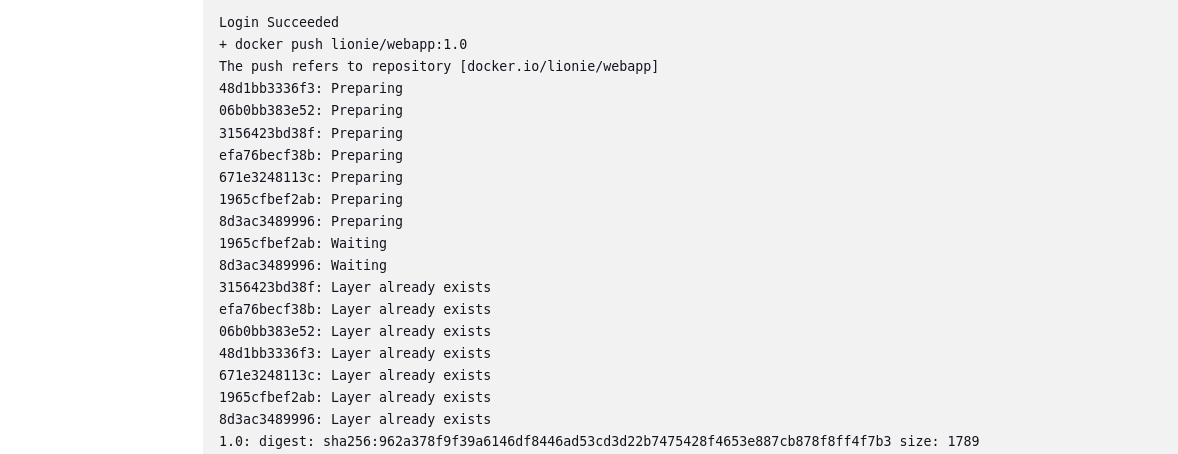 Login Succeeded
+ docker push lionie/webapp:1.0
The push refers to repository [docker.io/lionie/webapp]
48d1bb3336f3: Preparing
06b0bb383e52: Preparing
3156423bd38f: Preparing
efa76becf38b: Preparing
671e3248113c: Preparing
1965cfbef2ab: Preparing
8d3ac3489996: Preparing
1965cfbef2ab: Waiting
8d3ac3489996: Waiting
3156423bd38f: Layer already exists
efa76becf38b: Layer already exists
06b0bb383e52: Layer already exists
48d1bb3336f3: Layer already exists
671e3248113c: Layer already exists
1965cfbef2ab: Layer already exists
8d3ac3489996: Layer already exists
1.0: digest: sha256:962a378f9f39a6146df8446ad53cd3d22b7475428f4653e887cb878f8ff4f7b3 size: 1789